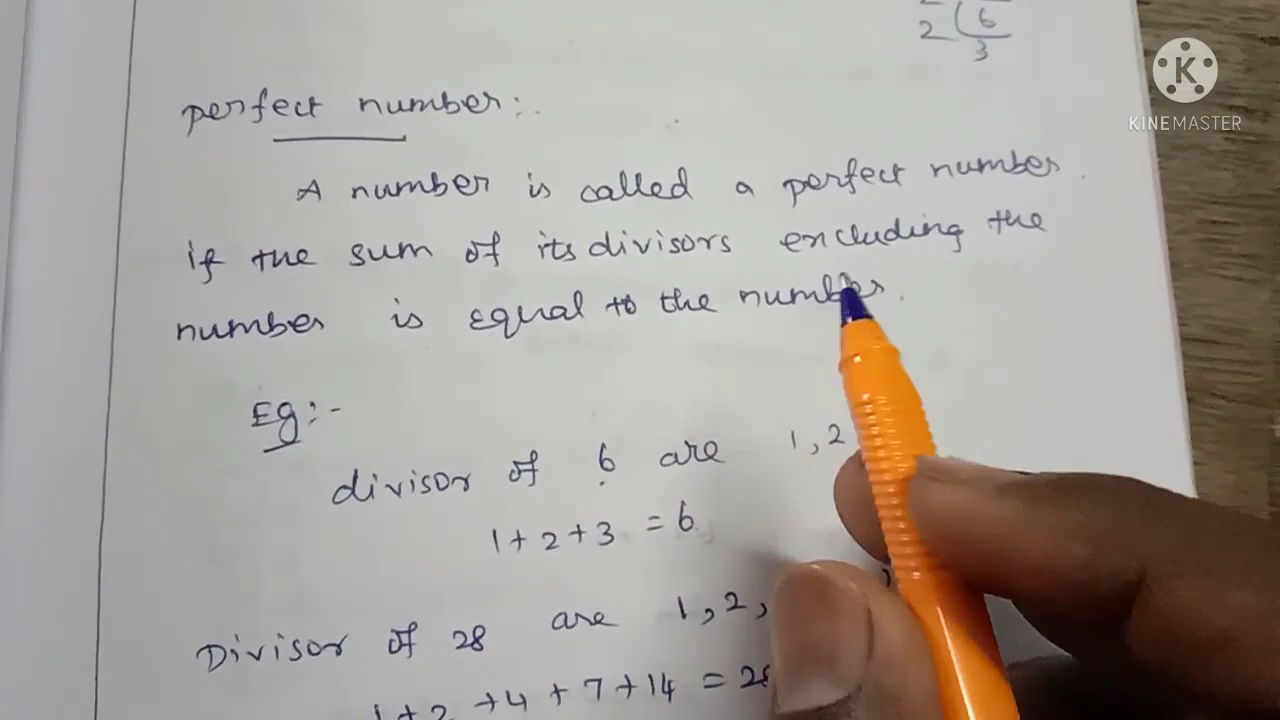 2 ( 6
3
K
KINEMASTER
perfect number:.
A number is called a perfect number.
if the sum of its divisors excluding the
number is equal to the number.
Eg:-
divisor of 6 are 1, 2
1 + 2 + 3 = 6
Divisor of 28 are 1, 2,
1 + 2 + 4 + 7 + 14 = 28